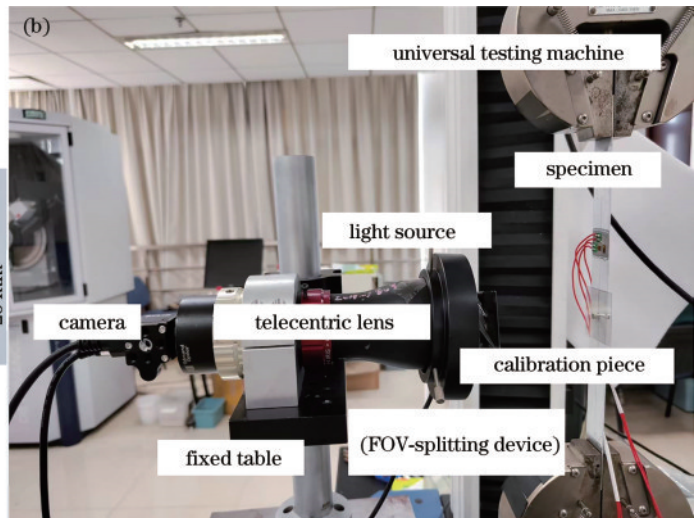 (b)
universal testing machine
specimen
light source
camera
telecentric lens
calibration piece
fixed table
(FOV-splitting device)